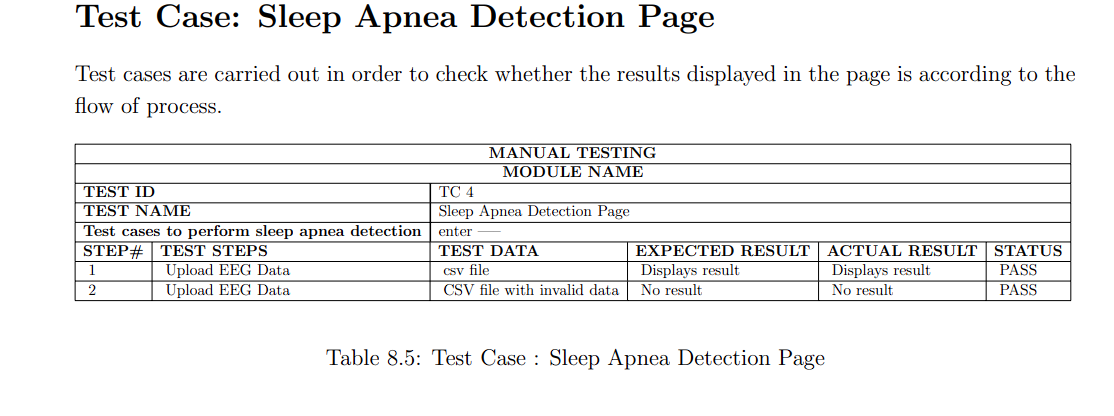 Test Case: Sleep Apnea Detection Page
Test cases are carried out in order to check whether the results displayed in the page is according to the
flow of process.
MANUAL TESTING
MODULE NAME
TEST ID TC 4
TEST NAME Sleep Apnea Detection Page
Test cases to perform sleep apnea detection enter —–
STEP# TEST STEPS TEST DATA EXPECTED RESULT ACTUAL RESULT STATUS
1 Upload EEG Data csv file Displays result Displays result PASS
2 Upload EEG Data CSV file with invalid data No result No result PASS
Table 8.5: Test Case : Sleep Apnea Detection Page